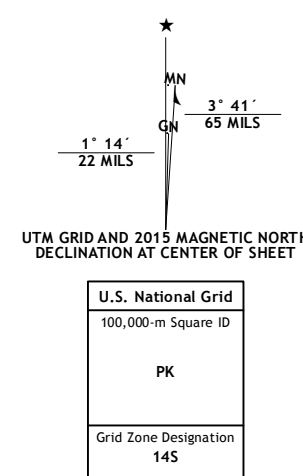 ★
MN
3° 41´
65 MILS
GN
1° 14´
22 MILS
UTM GRID AND 2015 MAGNETIC NORTH
DECLINATION AT CENTER OF SHEET
U.S. National Grid
100,000-m Square ID
PK
Grid Zone Designation
14S